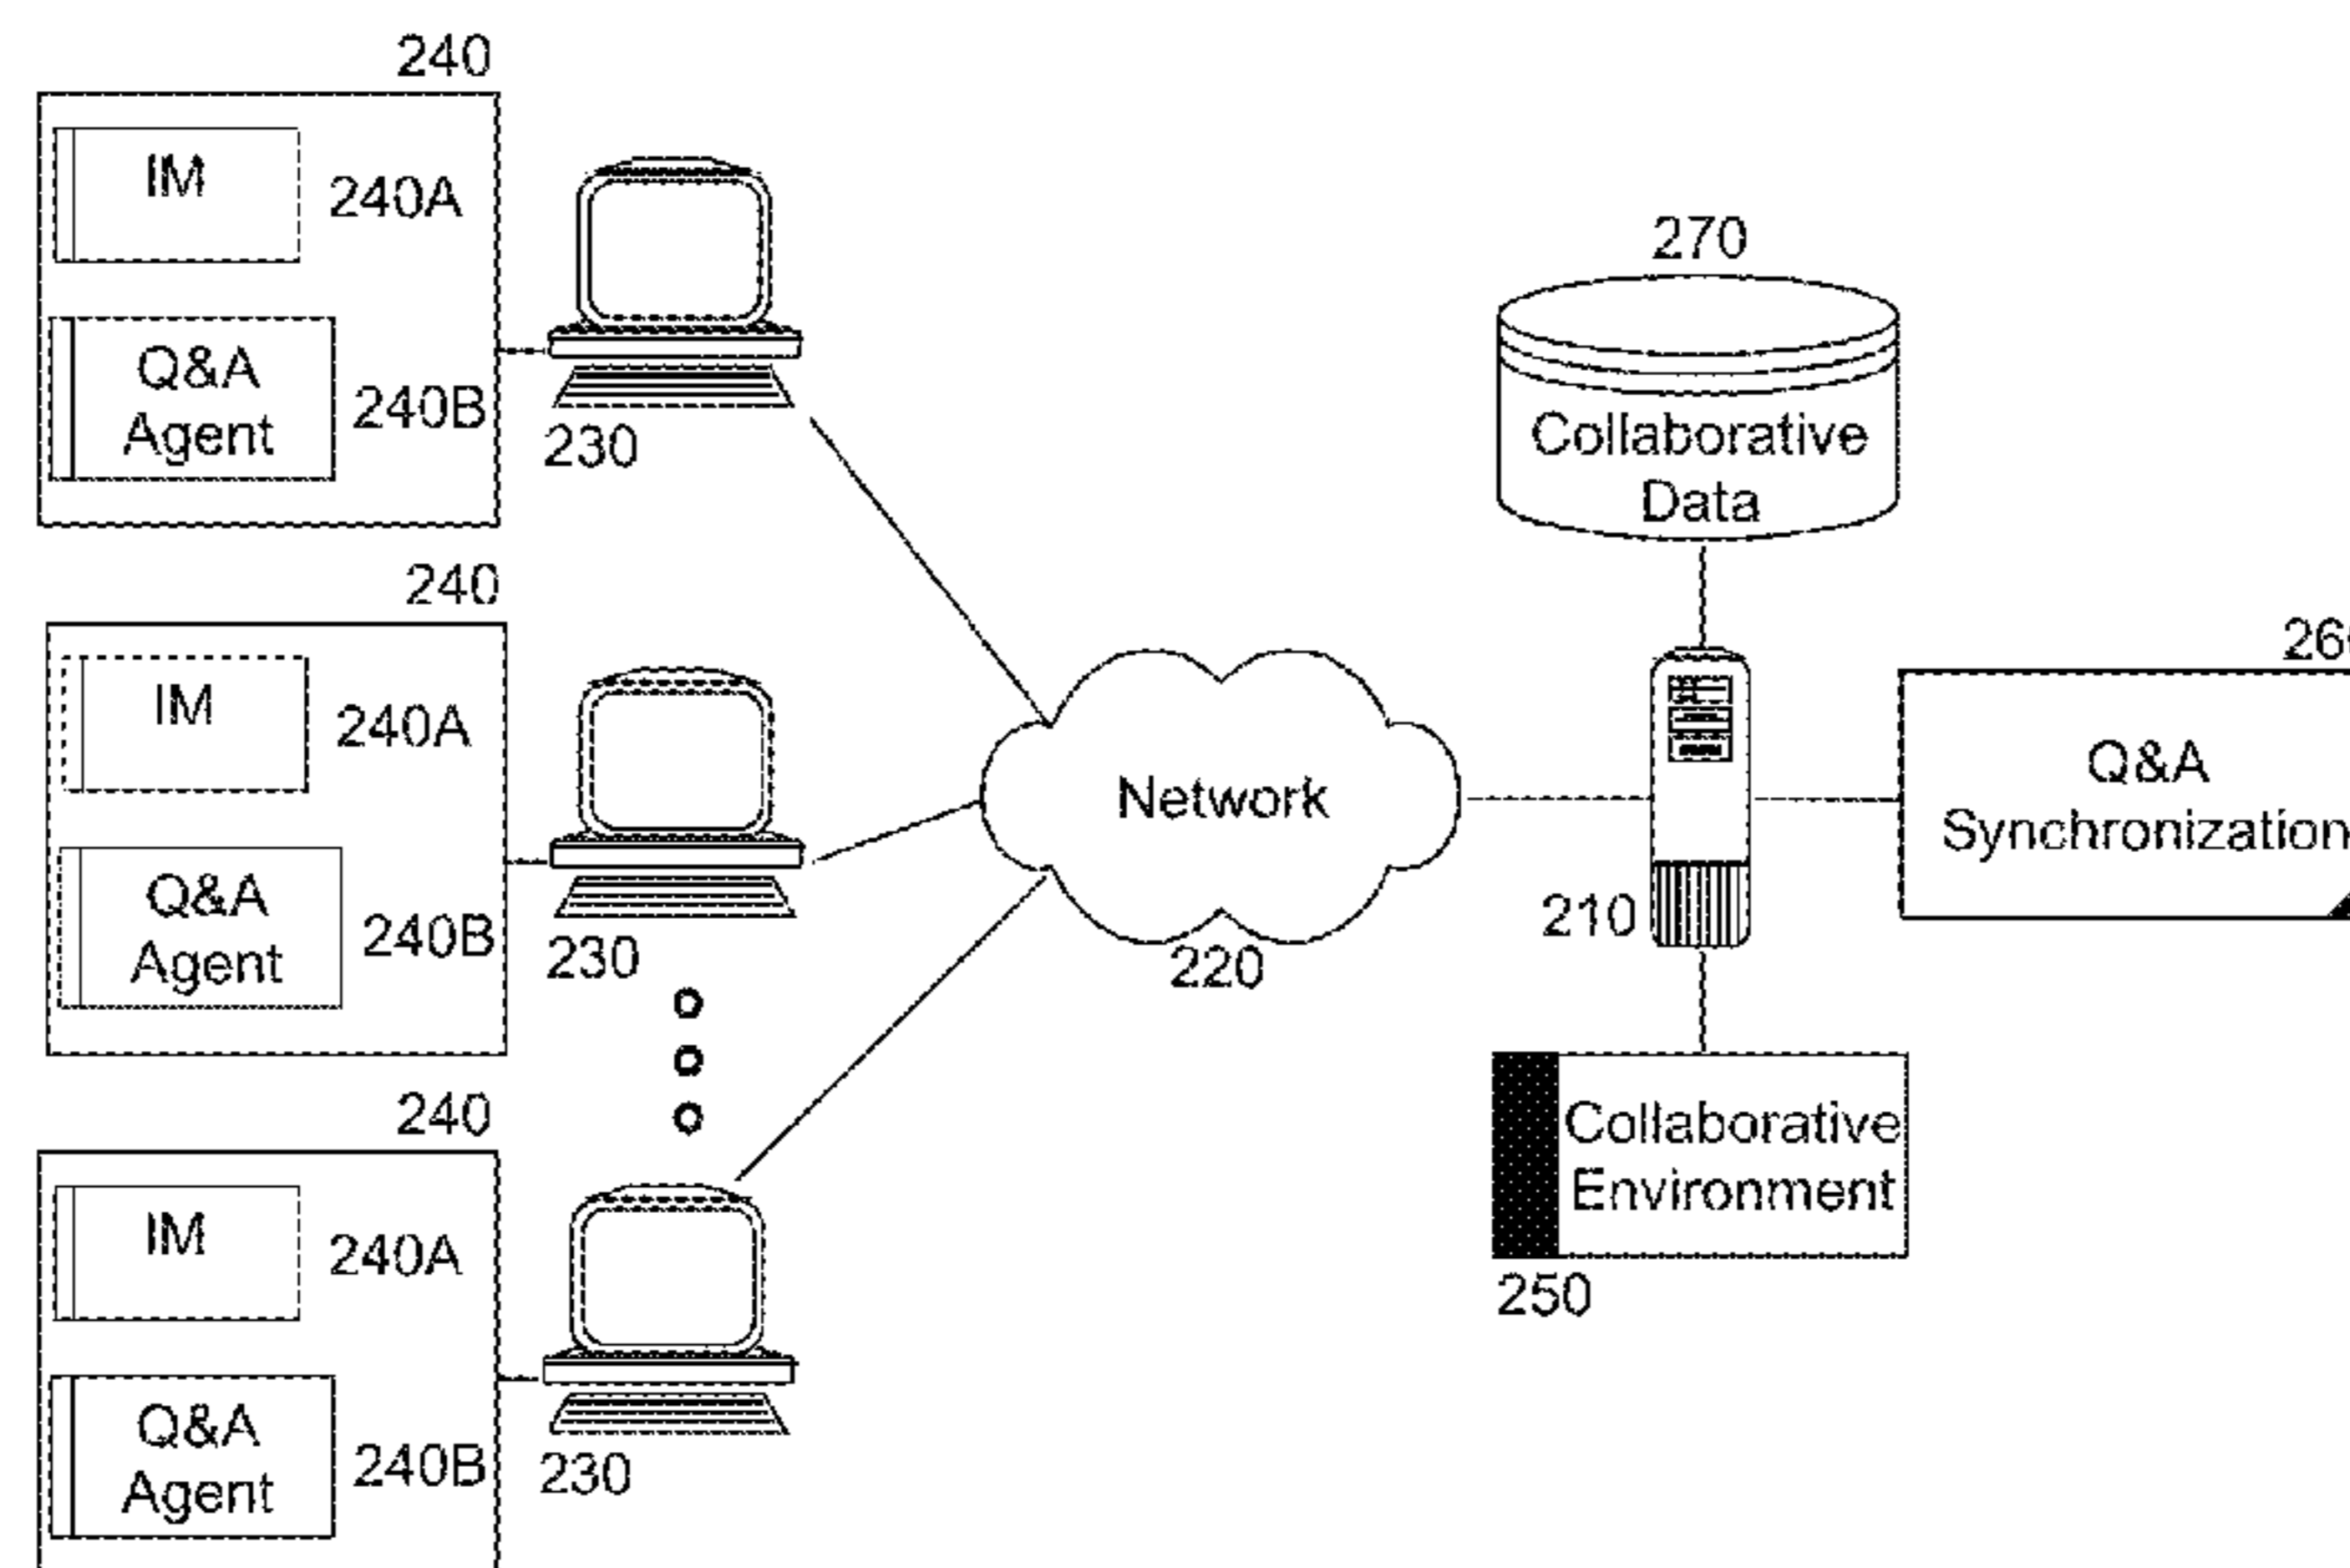 240
IM
240A
Q&A
Agent
240B
230
270
Collaborative
Data
240
IM
240A
Q&A
Agent
240B
230
Network
220
210
Q&A
Synchronization
240
IM
240A
Q&A
Agent
240B
230
Collaborative
Environment
250